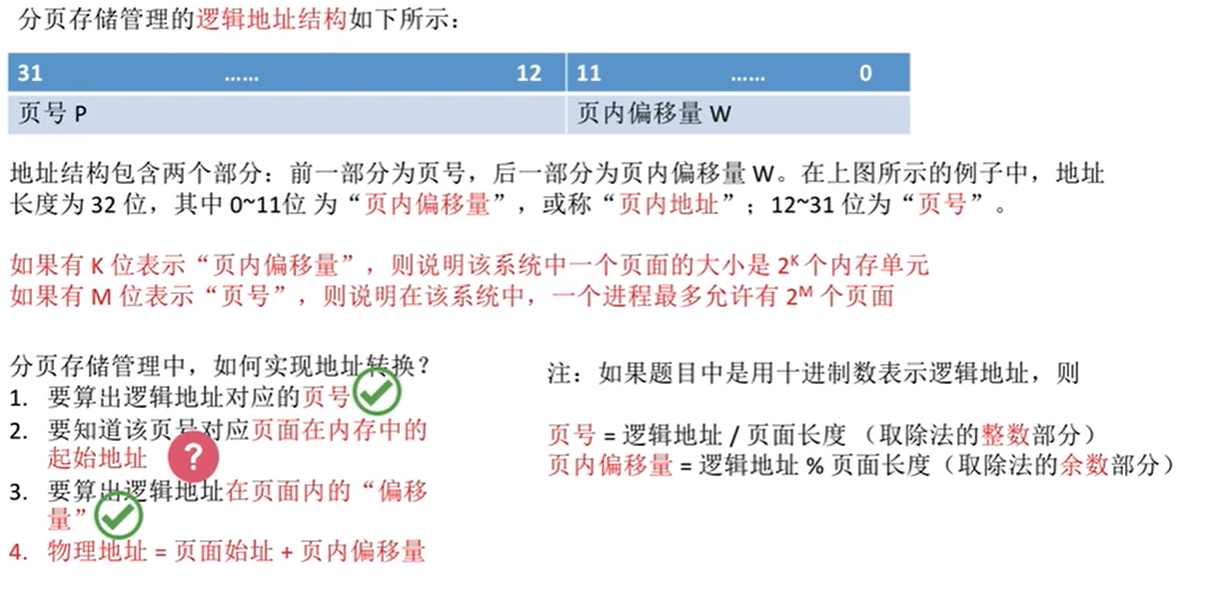 分页存储管理的逻辑地址结构如下所示：
31 …… 12 11 …… 0
页号 P 页内偏移量 W
地址结构包含两个部分：前一部分为页号，后一部分为页内偏移量 W。在上图所示的例子中，地址
长度为 32 位，其中 0~11位 为“页内偏移量”，或称“页内地址”；12~31 位为“页号”。
如果有 K 位表示“页内偏移量”，则说明该系统中一个页面的大小是 2ᴷ 个内存单元
如果有 M 位表示“页号”，则说明在该系统中，一个进程最多允许有 2ᴹ 个页面
分页存储管理中，如何实现地址转换？
1. 要算出逻辑地址对应的页号
2. 要知道该页号对应页面在内存中的
起始地址 ?
3. 要算出逻辑地址在页面内的“偏移
量”
4. 物理地址 = 页面始址 + 页内偏移量
注：如果题目中是用十进制数表示逻辑地址，则
页号 = 逻辑地址 / 页面长度 （取除法的整数部分）
页内偏移量 = 逻辑地址 % 页面长度（取除法的余数部分）